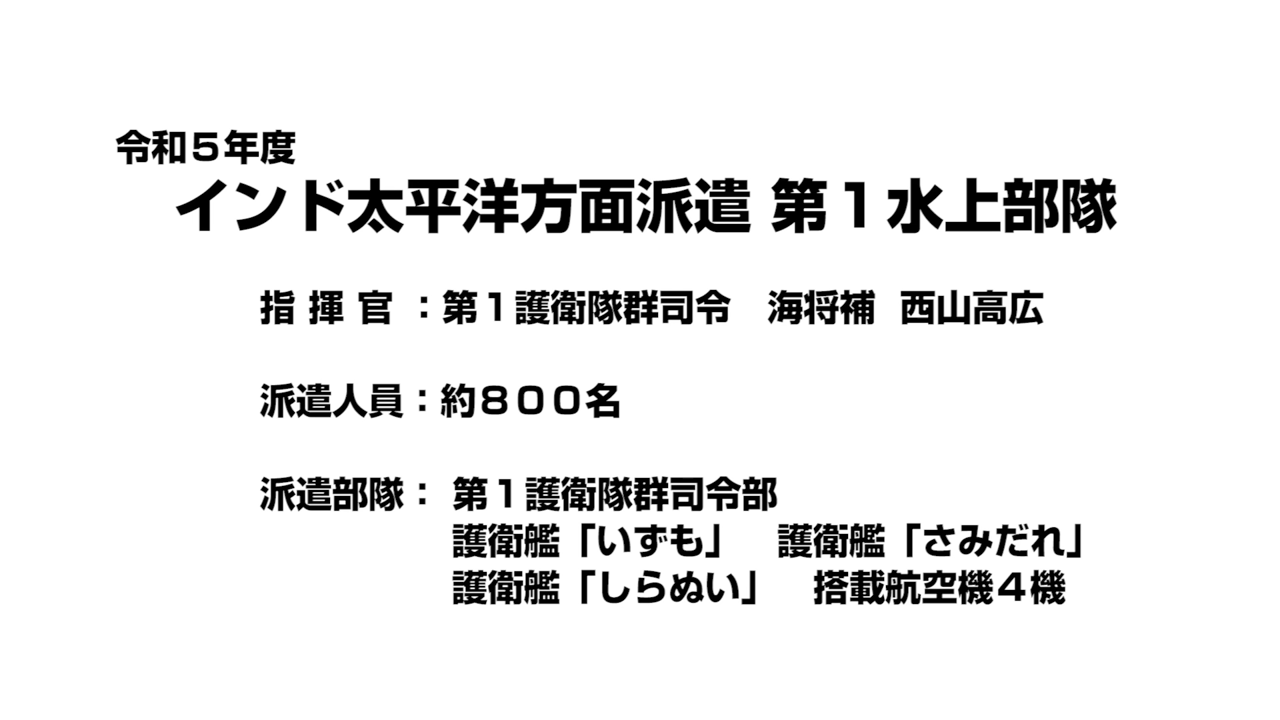 令和５年度
インド太平洋方面派遣 第１水上部隊
指 揮 官 ：第１護衛隊群司令　海将補 西山高広
派遣人員：約８００名
派遣部隊： 第１護衛隊群司令部
護衛艦「いずも」　護衛艦「さみだれ」
護衛艦「しらぬい」　搭載航空機４機